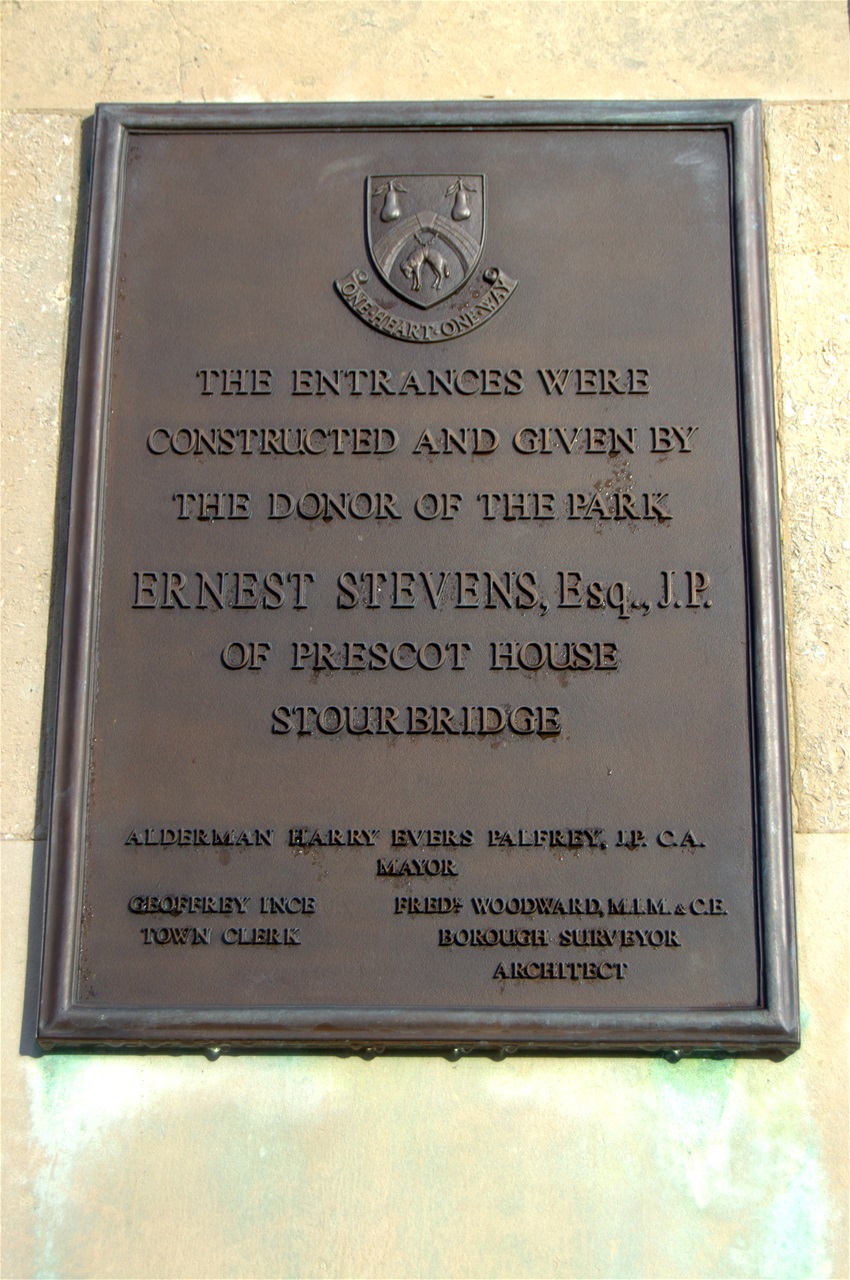 ONE·HEART·ONE·WAY
THE ENTRANCES WERE
CONSTRUCTED AND GIVEN BY
THE DONOR OF THE PARK
ERNEST STEVENS, Esq., J.P.
OF PRESCOT HOUSE
STOURBRIDGE
ALDERMAN HARRY EVERS PALFREY, J.P. C.A.
MAYOR
GEOFFREY INCE
TOWN CLERK
FREDK WOODWARD, M.I.M. & C.E.
BOROUGH SURVEYOR
ARCHITECT